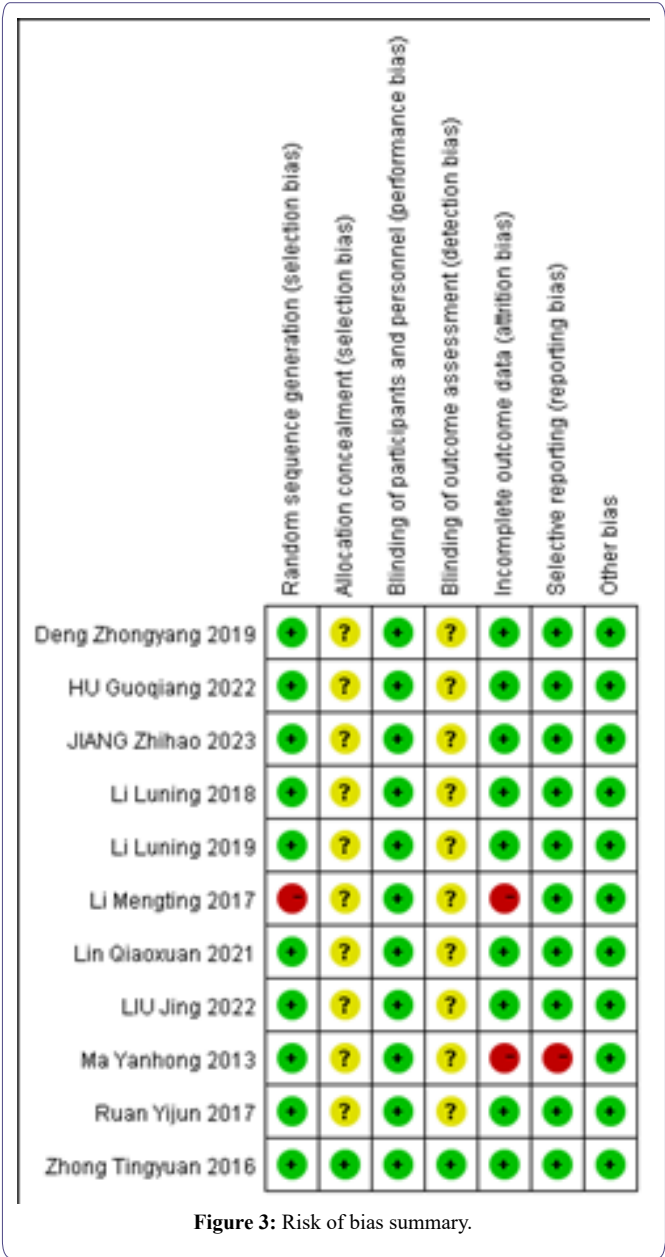 Random sequence generation (selection bias)
Allocation concealment (selection bias)
Blinding of participants and personnel (performance bias)
Blinding of outcome assessment (detection bias)
Incomplete outcome data (attrition bias)
Selective reporting (reporting bias)
Other bias
Deng Zhongyang 2019 + ? + ? + + +
HU Guoqiang 2022 + ? + ? + + +
JIANG Zhihao 2023 + ? + ? + + +
Li Luning 2018 + ? + ? + + +
Li Luning 2019 + ? + ? + + +
Li Mengting 2017 - ? + ? - + +
Lin Qiaoxuan 2021 + ? + ? + + +
LIU Jing 2022 + ? + ? + + +
Ma Yanhong 2013 + ? + ? - - +
Ruan Yijun 2017 + ? + ? + + +
Zhong Tingyuan 2016 + + + + + + +
Figure 3: Risk of bias summary.